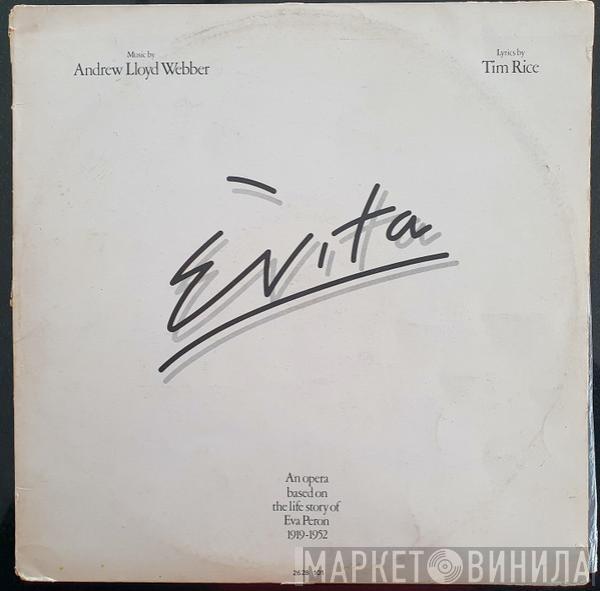 Music by
Andrew Lloyd Webber
Lyrics by
Tim Rice
Evita
An opera
based on
the life story of
Eva Peron
1919-1952
МАРКЕТ ВИНИЛА